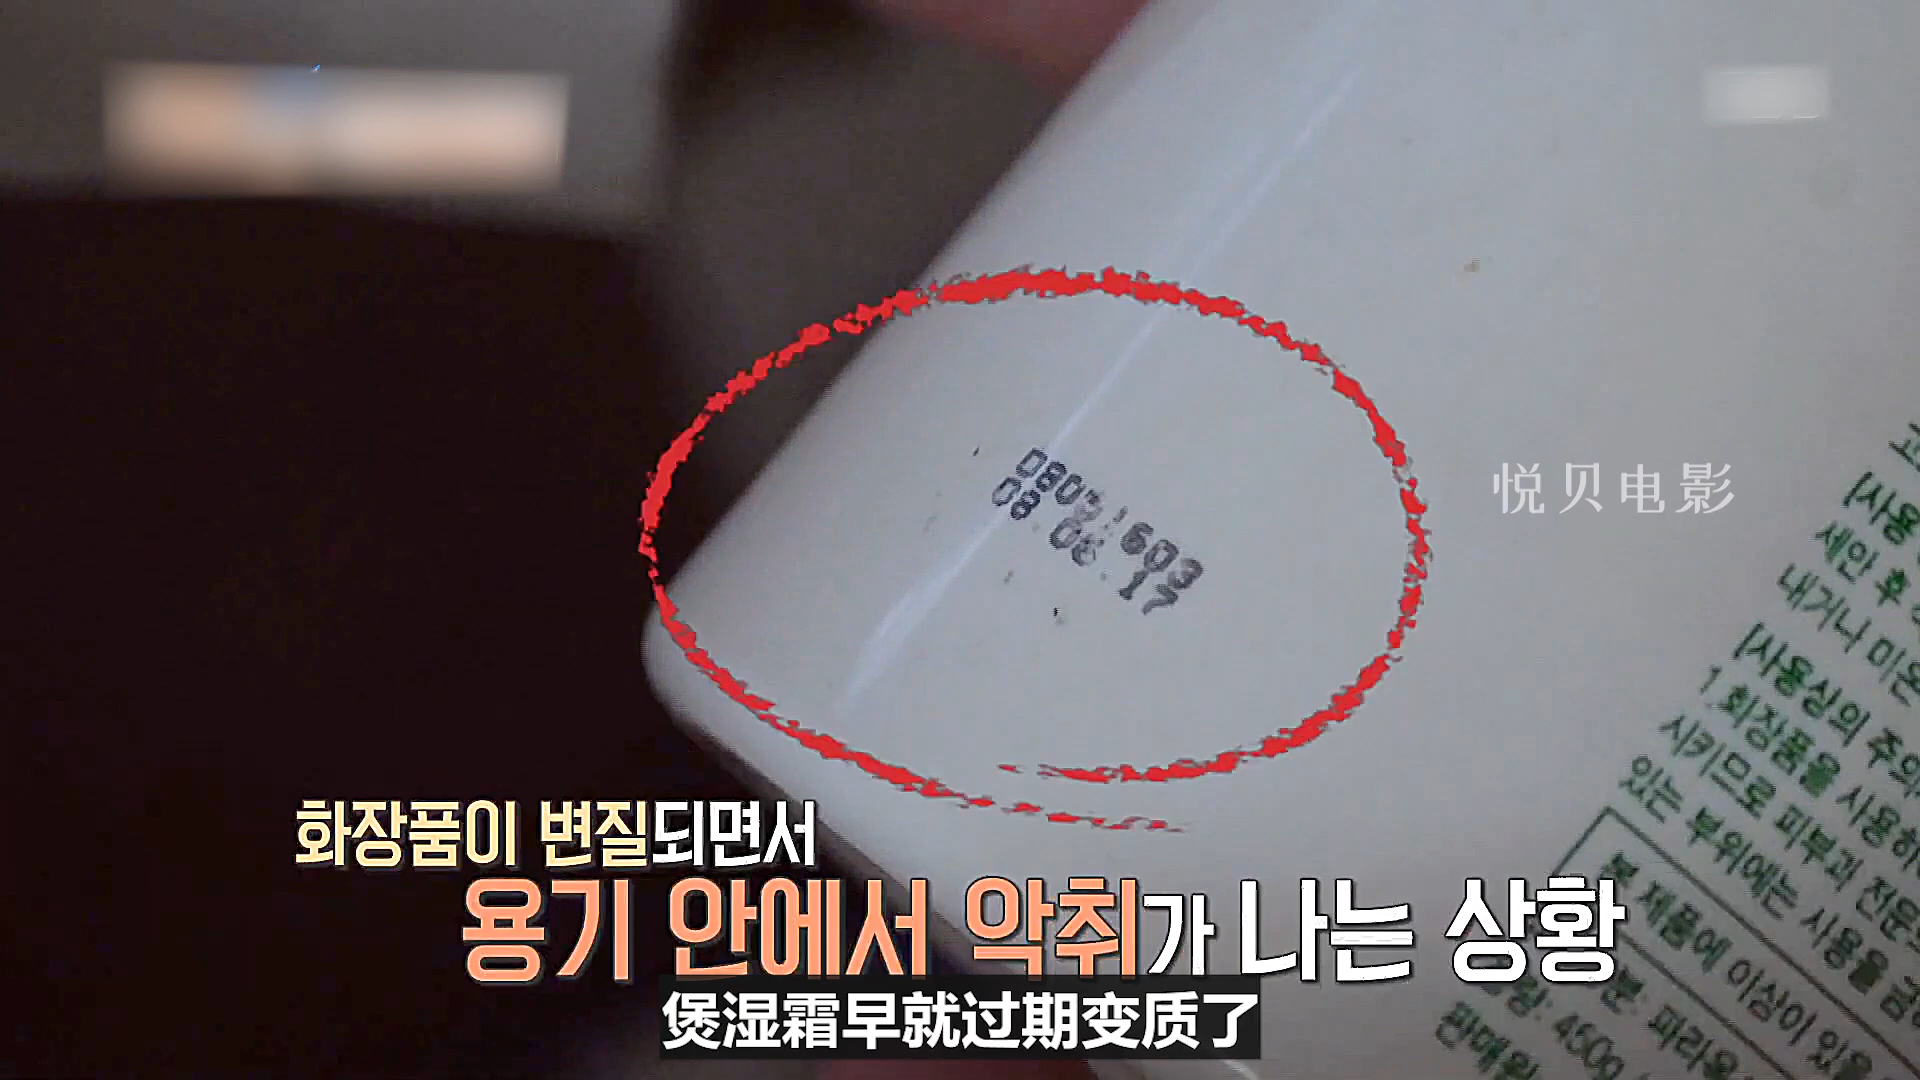 08071603
08.06.17
悦贝电影
[사용
세안 후
내거나 미온
[사용상의 주의
1.화장품을 사용하
시키므로 피부과 전문
있는 부위에는 사용을 금
본 제품에 이상이 있을
화장품이 변질되면서
용기 안에서 악취가 나는 상황
煲湿霜早就过期变质了